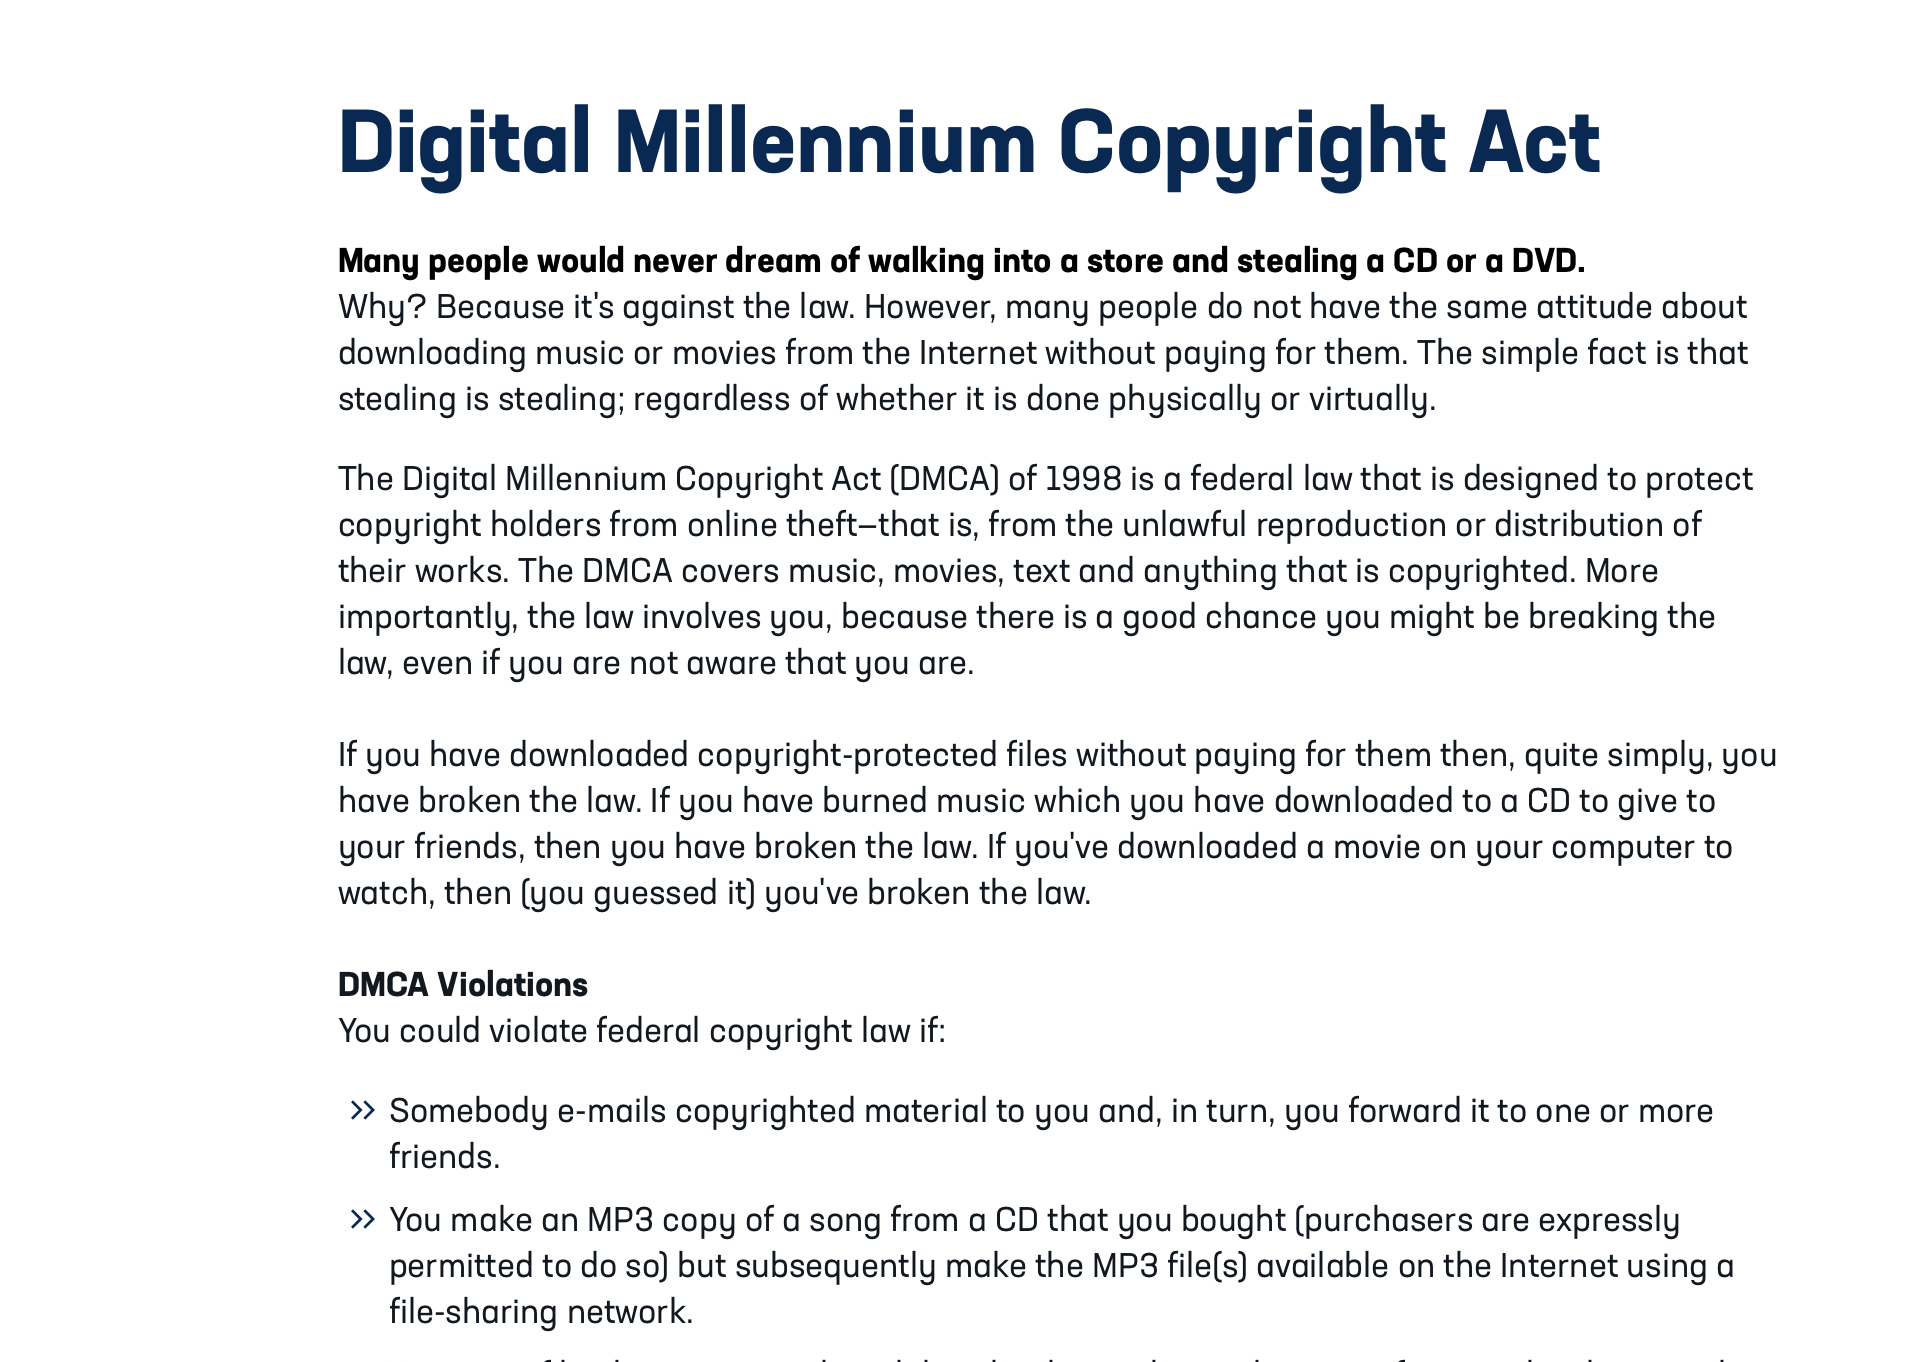 Digital Millennium Copyright Act
Many people would never dream of walking into a store and stealing a CD or a DVD.
Why? Because it's against the law. However, many people do not have the same attitude about
downloading music or movies from the Internet without paying for them. The simple fact is that
stealing is stealing; regardless of whether it is done physically or virtually.
The Digital Millennium Copyright Act (DMCA) of 1998 is a federal law that is designed to protect
copyright holders from online theft—that is, from the unlawful reproduction or distribution of
their works. The DMCA covers music, movies, text and anything that is copyrighted. More
importantly, the law involves you, because there is a good chance you might be breaking the
law, even if you are not aware that you are.
If you have downloaded copyright-protected files without paying for them then, quite simply, you
have broken the law. If you have burned music which you have downloaded to a CD to give to
your friends, then you have broken the law. If you've downloaded a movie on your computer to
watch, then (you guessed it) you've broken the law.
DMCA Violations
You could violate federal copyright law if:
>> Somebody e-mails copyrighted material to you and, in turn, you forward it to one or more
friends.
>> You make an MP3 copy of a song from a CD that you bought (purchasers are expressly
permitted to do so) but subsequently make the MP3 file(s) available on the Internet using a
file-sharing network.